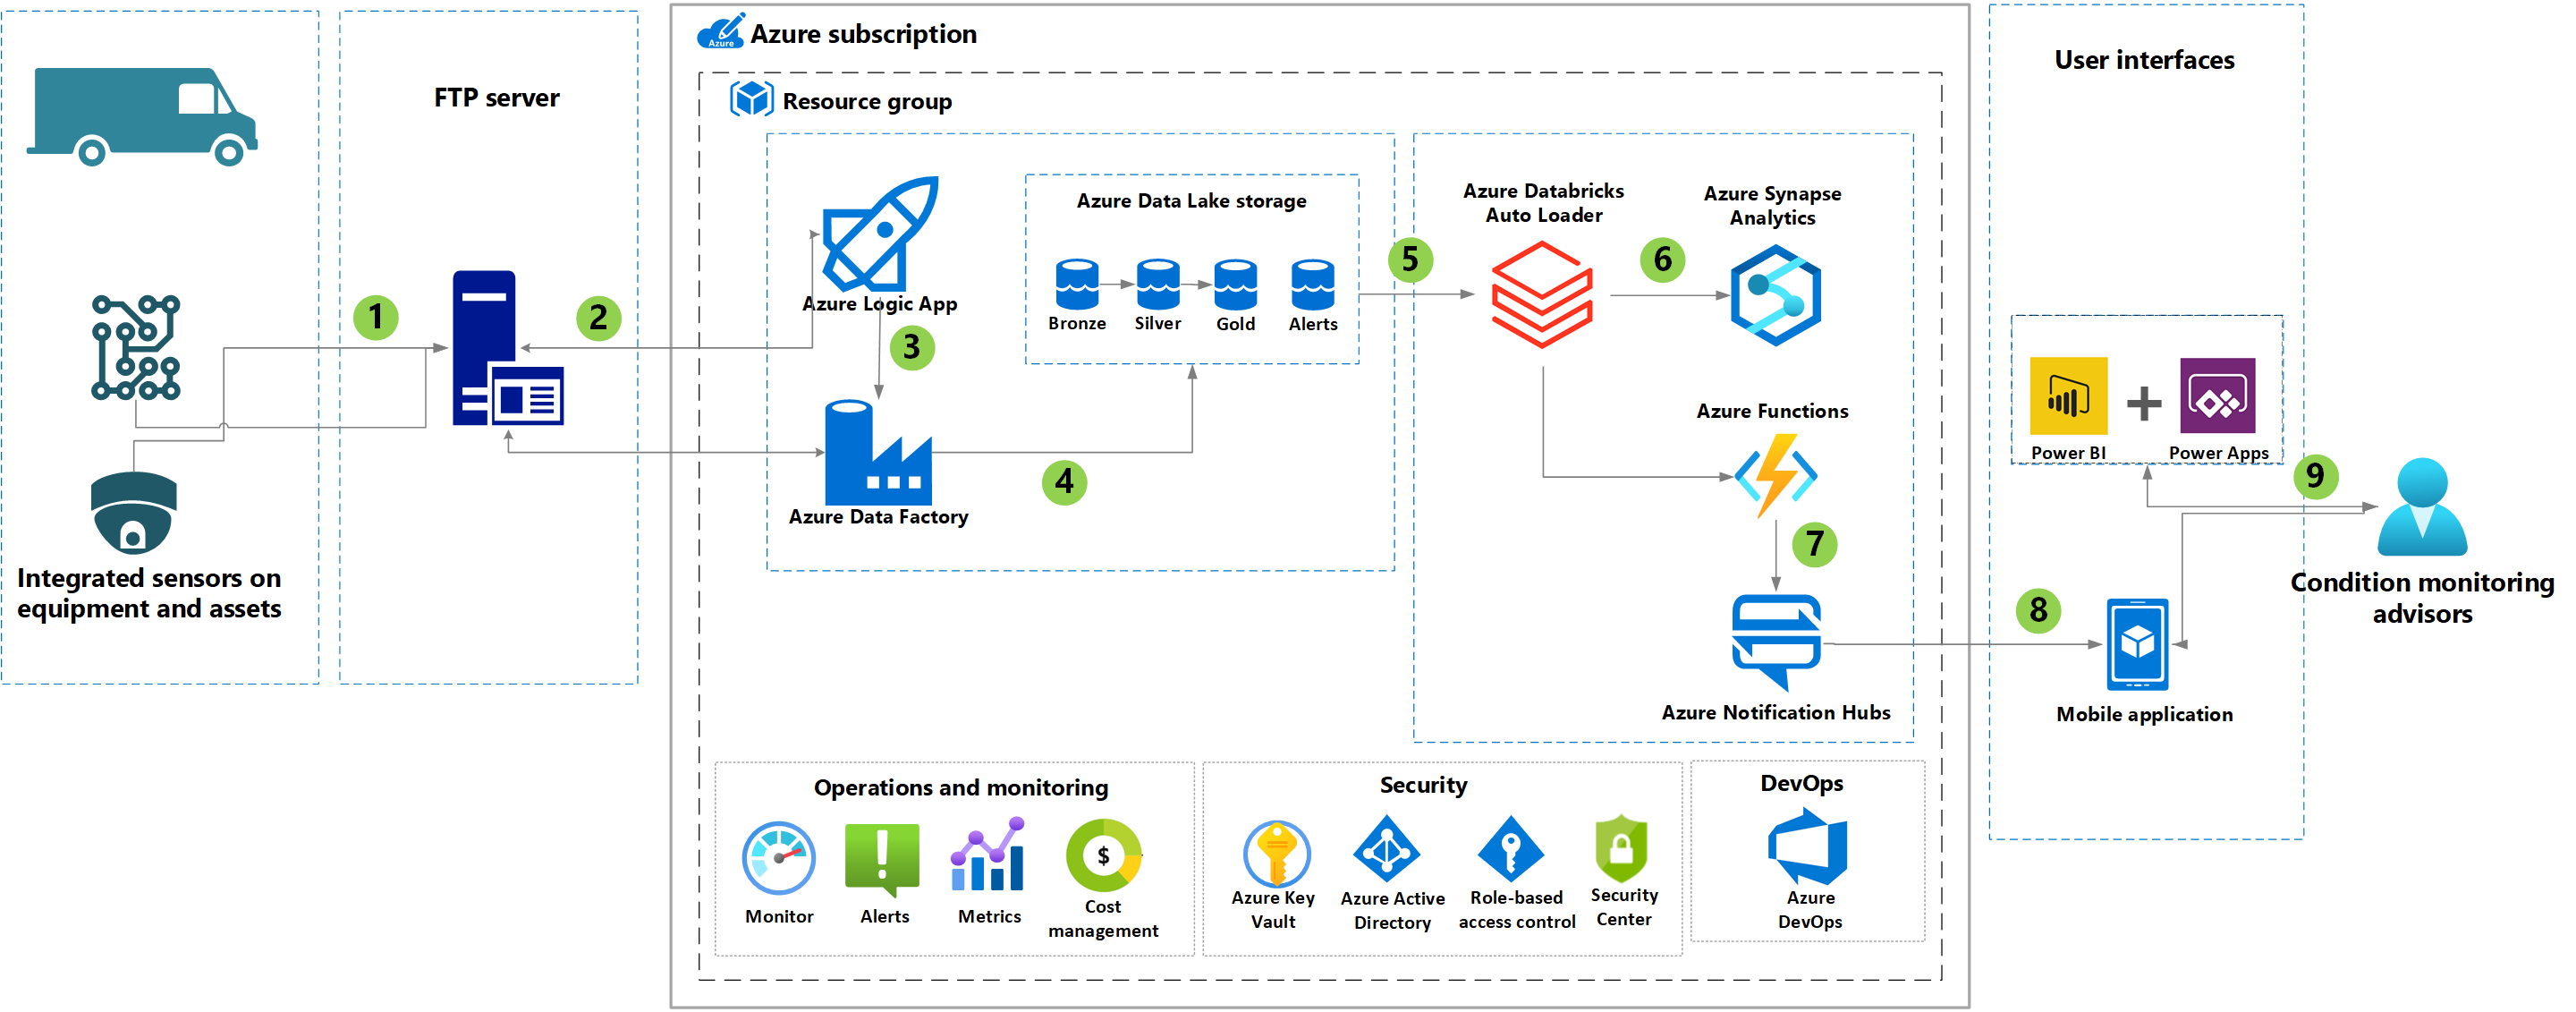 Integrated sensors on
equipment and assets
1
FTP server
2
Azure
Azure subscription
Resource group
Azure Logic App
3
Azure Data Factory
4
Azure Data Lake storage
Bronze
Silver
Gold
Alerts
5
Azure Databricks
Auto Loader
6
Azure Synapse
Analytics
Azure Functions
7
Azure Notification Hubs
Operations and monitoring
Monitor
Alerts
Metrics
$
Cost
management
Security
Azure Key
Vault
Azure Active
Directory
Role-based
access control
Security
Center
DevOps
Azure
DevOps
User interfaces
Power BI
+
Power Apps
8
Mobile application
9
Condition monitoring
advisors